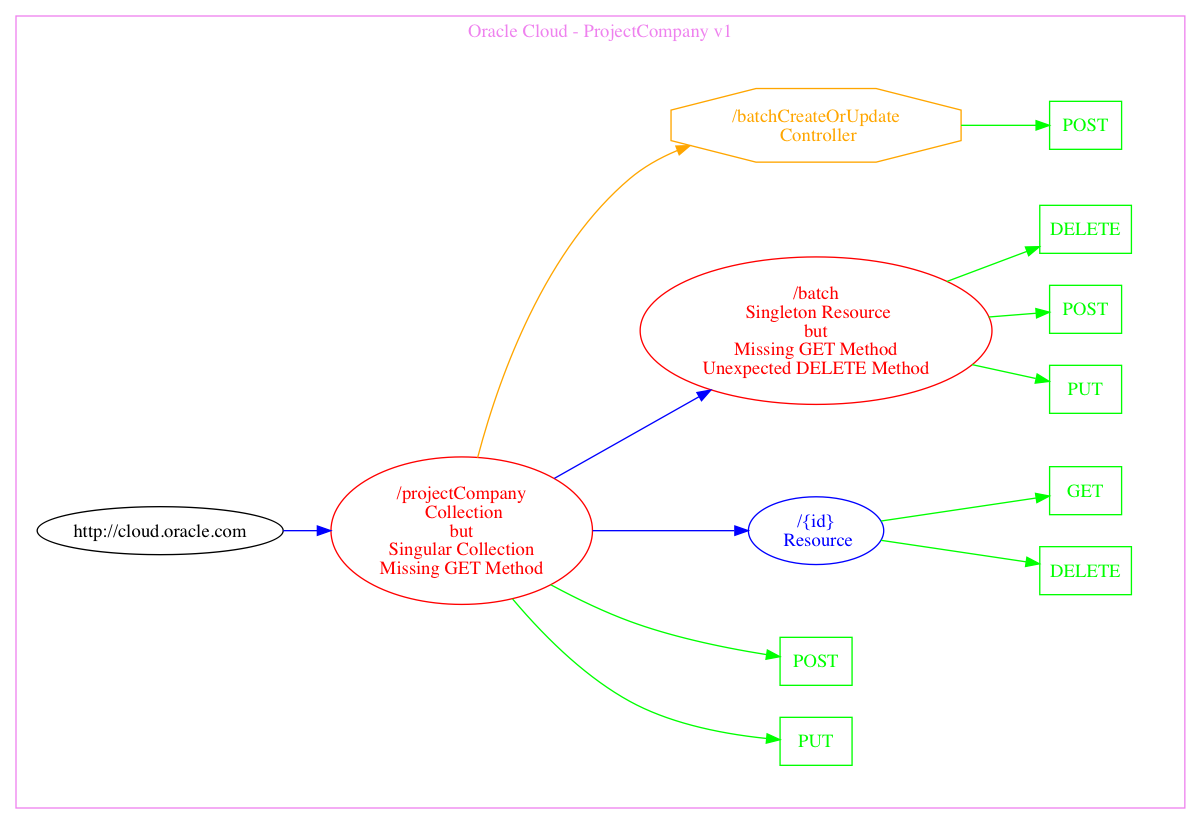 Oracle Cloud - ProjectCompany v1
/batchCreateOrUpdate
Controller
POST
/batch
Singleton Resource
but
Missing GET Method
Unexpected DELETE Method
DELETE
POST
PUT
http://cloud.oracle.com
/projectCompany
Collection
but
Singular Collection
Missing GET Method
/{id}
Resource
GET
DELETE
POST
PUT